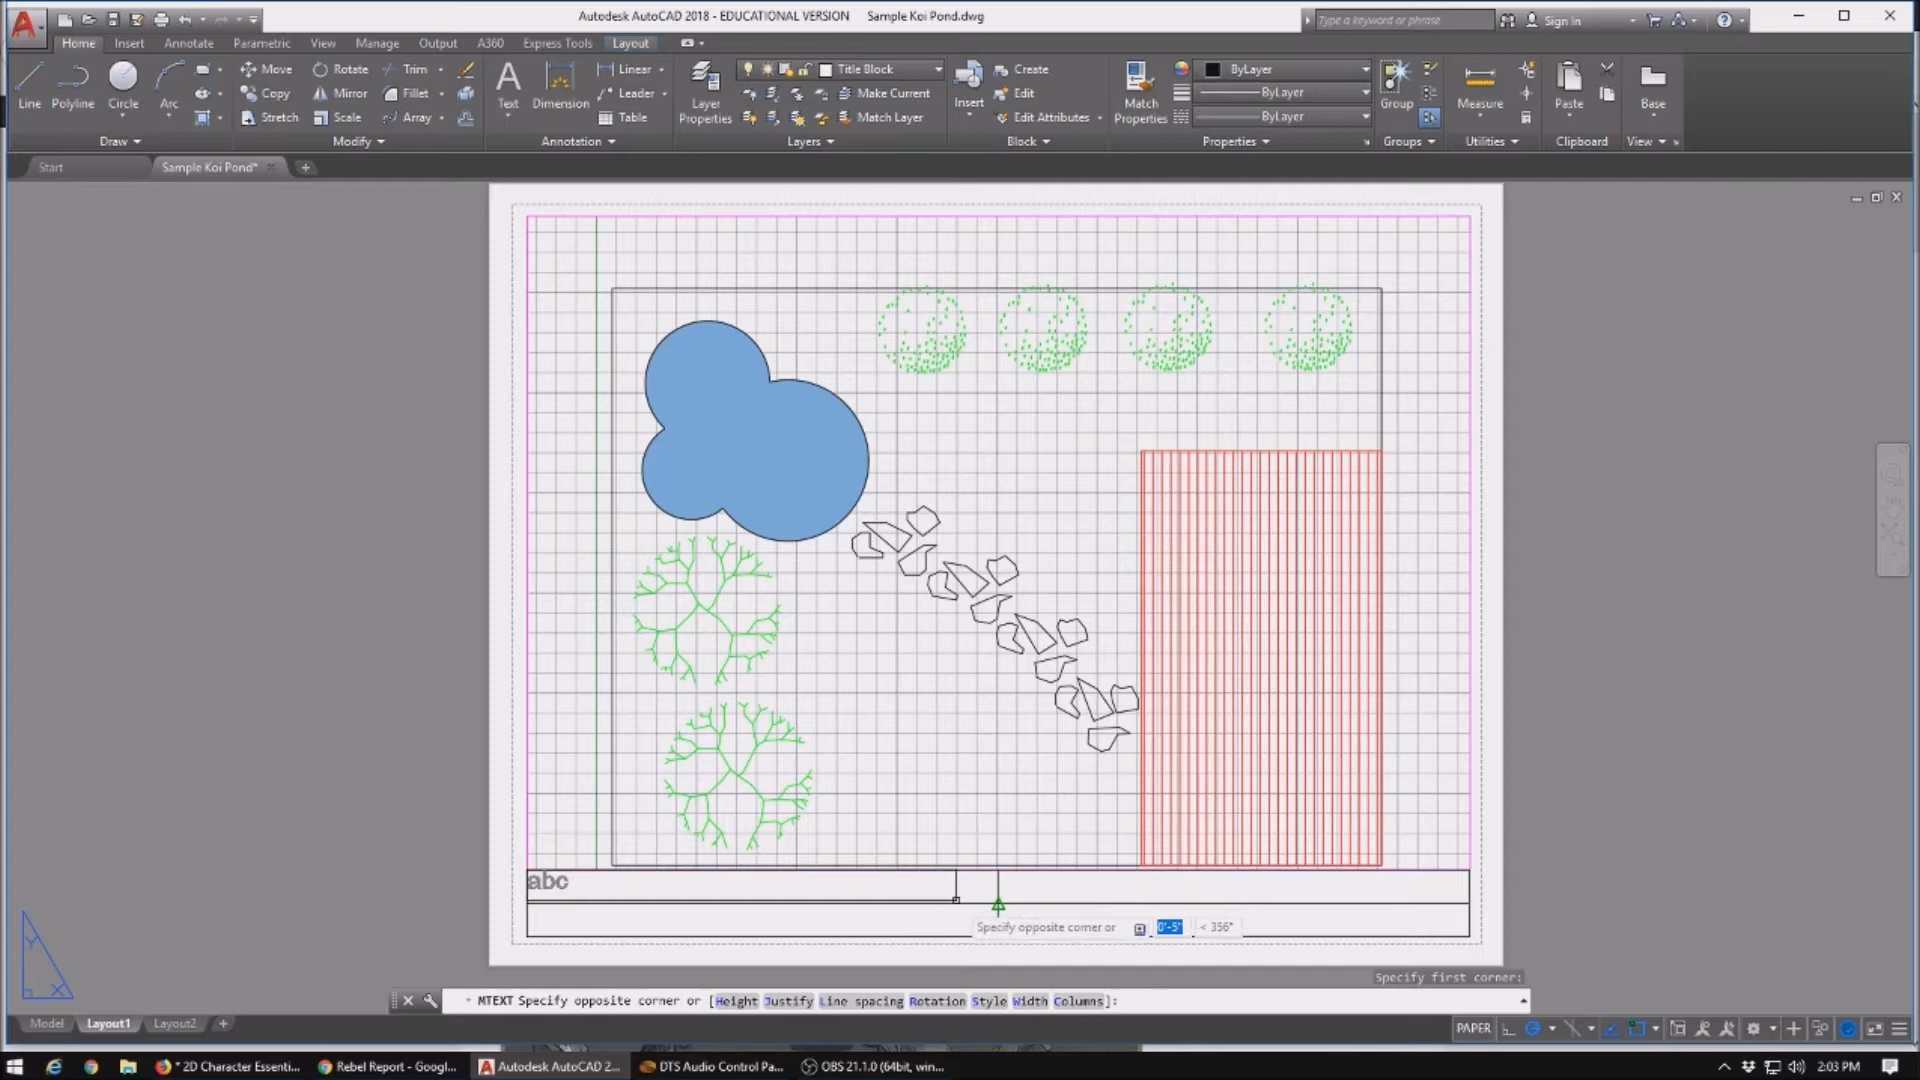 Autodesk AutoCAD 2018 - EDUCATIONAL VERSION Sample Koi Pond.dwg
Type a keyword or phrase
Sign In
Home Insert Annotate Parametric View Manage Output A360 Express Tools Layout
Line Polyline Circle Arc
Move Rotate Trim
Copy Mirror Fillet
Stretch Scale Array
Text Dimension
Linear
Leader
Table
Layer Properties
Title Block
Make Current
Match Layer
Insert
Create
Edit
Edit Attributes
Match Properties
ByLayer
ByLayer
ByLayer
Group Measure Paste Base
Draw Modify Annotation Layers Block Properties Groups Utilities Clipboard View
Start Sample Koi Pond*
abc
Specify opposite corner or 0'-5" < 356°
Y
X
Specify first corner:
MTEXT Specify opposite corner or [Height Justify Line spacing Rotation Style Width Columns]:
Model Layout1 Layout2
PAPER
* 2D Character Essenti... Rebel Report - Googl... Autodesk AutoCAD 2... DTS Audio Control Pa... OBS 21.1.0 (64bit, win...
2:03 PM